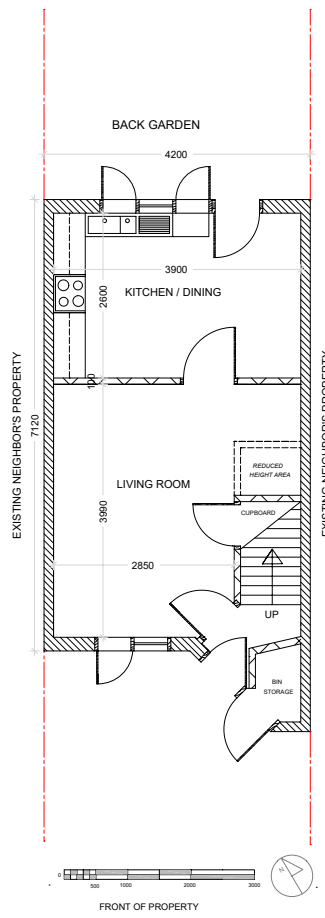 BACK GARDEN
4200
3900
KITCHEN / DINING
2600
100
EXISTING NEIGHBOR'S PROPERTY
7120
EXISTING NEIGHBOR'S PROPERTY
REDUCED
HEIGHT AREA
LIVING ROOM
3990
CUPBOARD
2850
UP
BIN
STORAGE
0
500
1000
2000
3000
N
FRONT OF PROPERTY